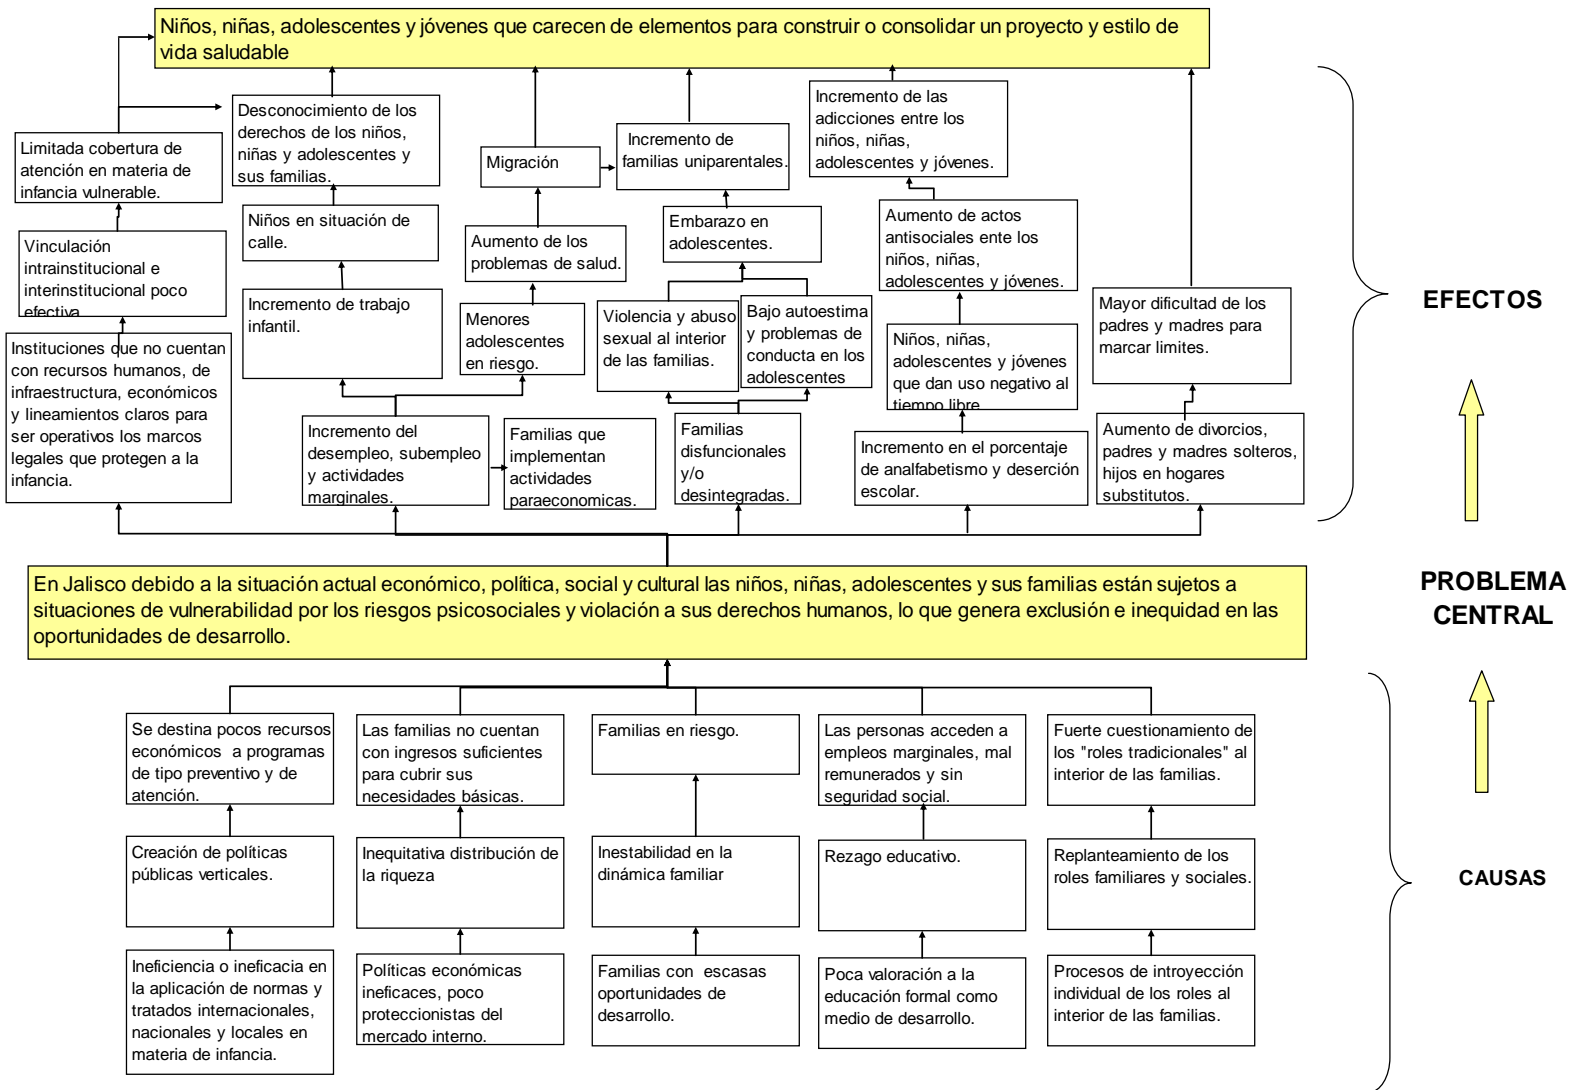 Niños, niñas, adolescentes y jóvenes que carecen de elementos para construir o consolidar un proyecto y estilo de
vida saludable
Limitada cobertura de
atención en materia de
infancia vulnerable.
Desconocimiento de los
derechos de los niños,
niñas y adolescentes y
sus familias.
Migración
Incremento de
familias uniparentales.
Incremento de las
adicciones entre los
niños, niñas,
adolescentes y jóvenes.
Vinculación
intrainstitucional e
interinstitucional poco
efectiva
Niños en situación de
calle.
Aumento de los
problemas de salud.
Embarazo en
adolescentes.
Aumento de actos
antisociales ente los
niños, niñas,
adolescentes y jóvenes.
Instituciones que no cuentan
con recursos humanos, de
infraestructura, económicos
y lineamientos claros para
ser operativos los marcos
legales que protegen a la
infancia.
Incremento de trabajo
infantil.
Menores
adolescentes
en riesgo.
Violencia y abuso
sexual al interior
de las familias.
Bajo autoestima
y problemas de
conducta en los
adolescentes
Niños, niñas,
adolescentes y jóvenes
que dan uso negativo al
tiempo libre
Mayor dificultad de los
padres y madres para
marcar limites.
EFECTOS
Incremento del
desempleo, subempleo
y actividades
marginales.
Familias que
implementan
actividades
paraeconomicas.
Familias
disfuncionales
y/o
desintegradas.
Incremento en el porcentaje
de analfabetismo y deserción
escolar.
Aumento de divorcios,
padres y madres solteros,
hijos en hogares
substitutos.
En Jalisco debido a la situación actual económico, política, social y cultural las niños, niñas, adolescentes y sus familias están sujetos a
situaciones de vulnerabilidad por los riesgos psicosociales y violación a sus derechos humanos, lo que genera exclusión e inequidad en las
oportunidades de desarrollo.
PROBLEMA
CENTRAL
Se destina pocos recursos
económicos a programas
de tipo preventivo y de
atención.
Las familias no cuentan
con ingresos suficientes
para cubrir sus
necesidades básicas.
Familias en riesgo.
Las personas acceden a
empleos marginales, mal
remunerados y sin
seguridad social.
Fuerte cuestionamiento de
los "roles tradicionales" al
interior de las familias.
Creación de políticas
públicas verticales.
Inequitativa distribución de
la riqueza
Inestabilidad en la
dinámica familiar
Rezago educativo.
Replanteamiento de los
roles familiares y sociales.
CAUSAS
Ineficiencia o ineficacia en
la aplicación de normas y
tratados internacionales,
nacionales y locales en
materia de infancia.
Políticas económicas
ineficaces, poco
proteccionistas del
mercado interno.
Familias con escasas
oportunidades de
desarrollo.
Poca valoración a la
educación formal como
medio de desarrollo.
Procesos de introyección
individual de los roles al
interior de las familias.